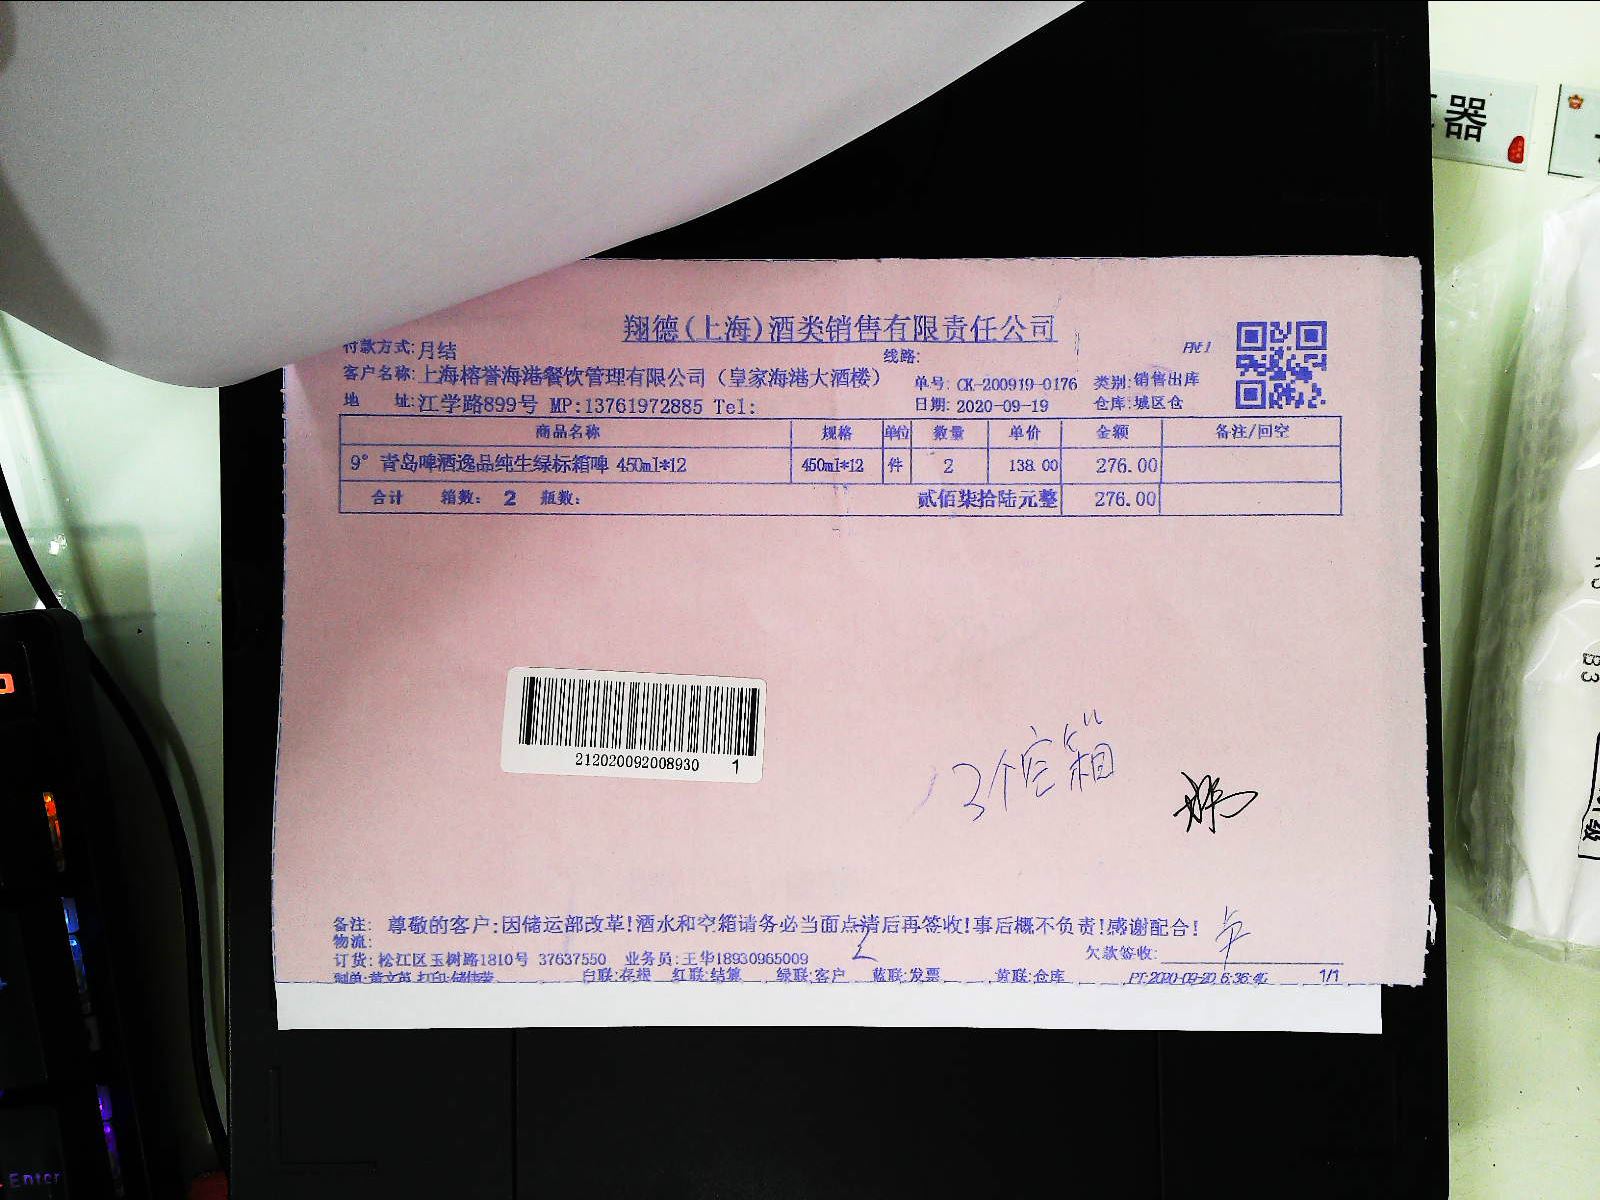 器
翔德(上海)酒类销售有限责任公司
付款方式:月结
线路:
客户名称:上海榕誉海港餐饮管理有限公司（皇家海港大酒楼）
单号: CK-200919-0176 类别:销售出库
地 址:江学路899号 MP:13761972885 Tel:
日期: 2020-09-19 仓库:城区仓
商品名称 规格 单位 数量 单价 金额 备注/回空
9° 青岛啤酒逸品纯生绿标箱啤 450ml*12 450ml*12 件 2 138.00 276.00
合计 箱数: 2 瓶数: 贰佰柒拾陆元整 276.00
212020092008930 1
3个空箱
备注: 尊敬的客户:因储运部改革!酒水和空箱请务必当面点清后再签收!事后概不负责!感谢配合!
物流:
订货: 松江区玉树路1810号 37637550 业务员:王华18930965009
欠款签收:
白联:存根 红联:结算 绿联:客户 蓝联:发票 黄联:仓库 PT:2020-09-20 6:36:46 1/1
B3
Enter